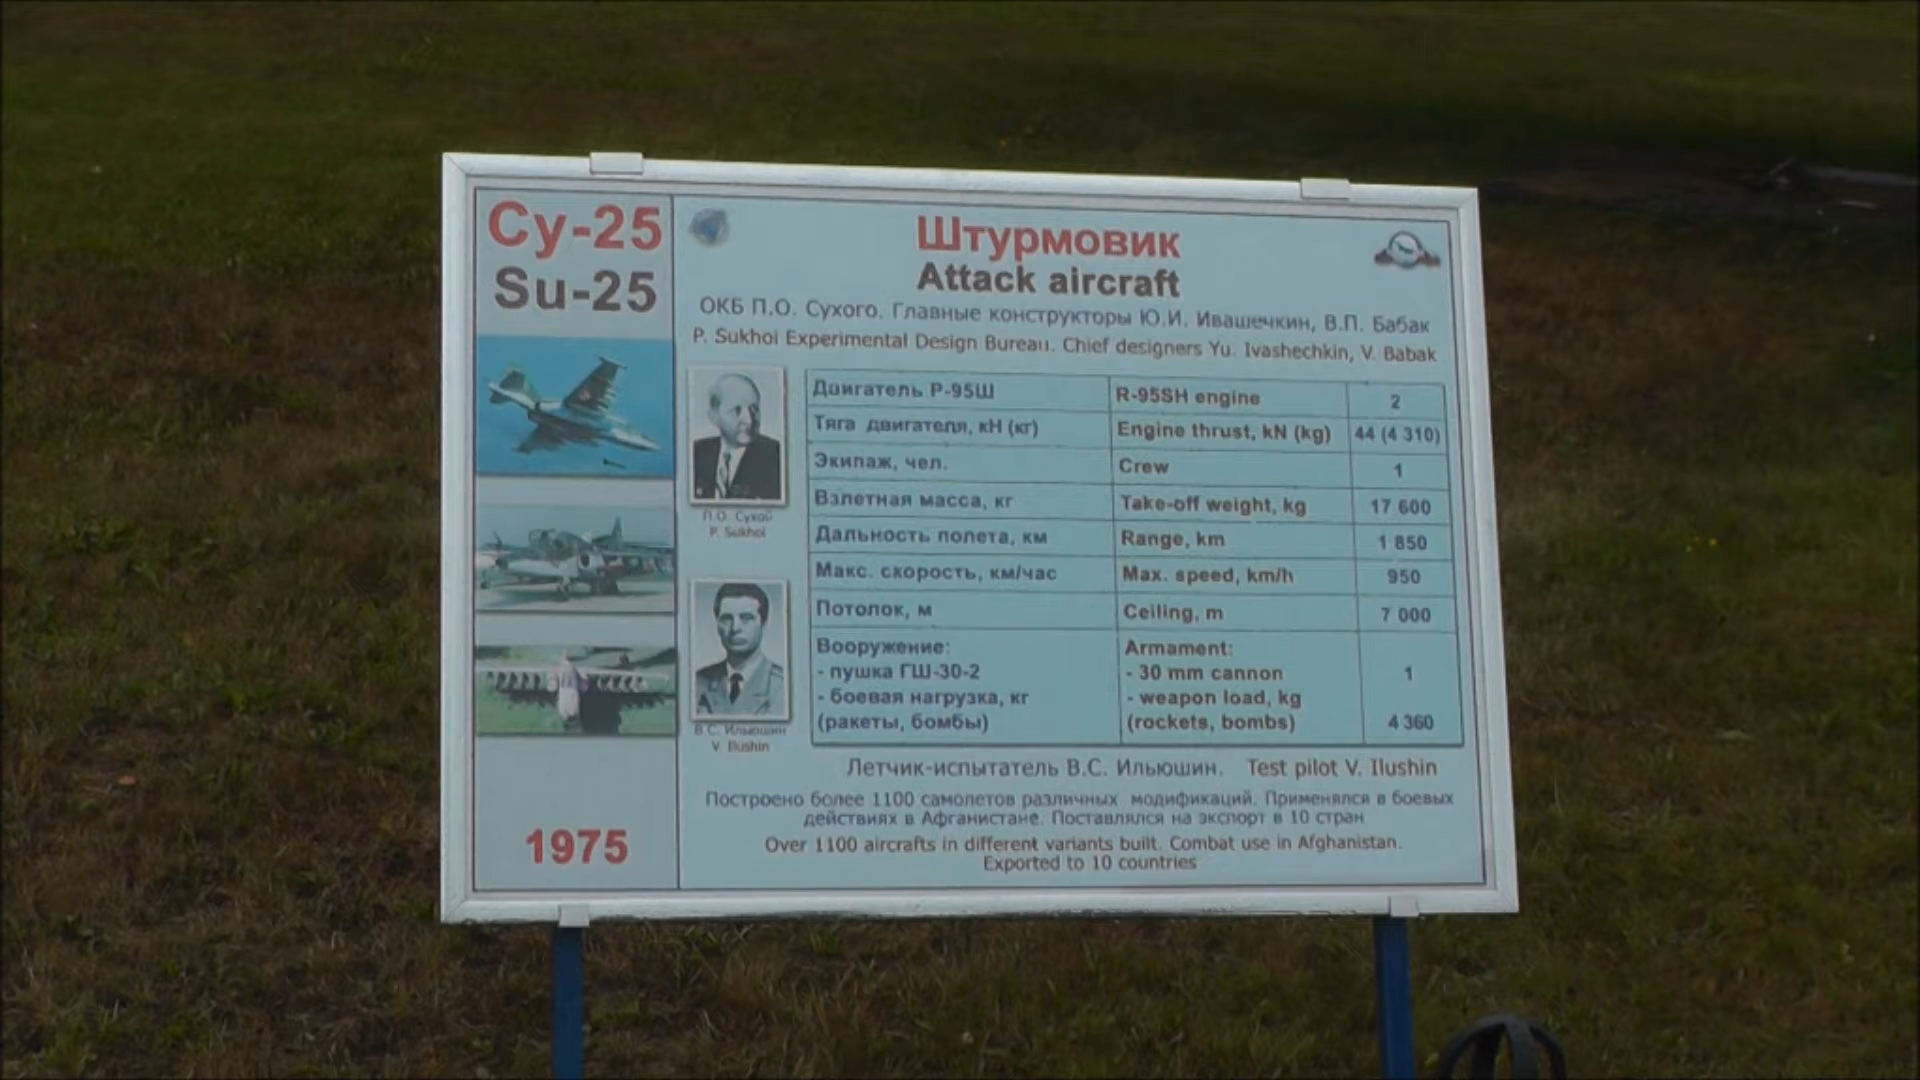 Су-25
Su-25
1975
Штурмовик
Attack aircraft
ОКБ П.О. Сухого. Главные конструкторы Ю.И. Ивашечкин, В.П. Бабак
P. Sukhoi Experimental Design Bureau. Chief designers Yu. Ivashechkin, V. Babak
П.О. Сухой
P. Sukhoi
В.С. Ильюшин
V. Ilushin
Двигатель Р-95Ш R-95SH engine 2
Тяга двигателя, кН (кг) Engine thrust, kN (kg) 44 (4 310)
Экипаж, чел. Crew 1
Взлетная масса, кг Take-off weight, kg 17 600
Дальность полета, км Range, km 1 850
Макс. скорость, км/час Max. speed, km/h 950
Потолок, м Ceiling, m 7 000
Вооружение: Armament:
- пушка ГШ-30-2 - 30 mm cannon 1
- боевая нагрузка, кг - weapon load, kg
(ракеты, бомбы) (rockets, bombs) 4 360
Летчик-испытатель В.С. Ильюшин. Test pilot V. Ilushin
Построено более 1100 самолетов различных модификаций. Применялся в боевых
действиях в Афганистане. Поставлялся на экспорт в 10 стран
Over 1100 aircrafts in different variants built. Combat use in Afghanistan.
Exported to 10 countries